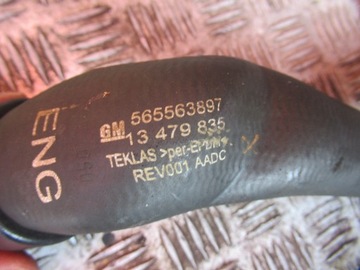 ENG
GM 565563897
13 479 835
TEKLAS >per-EPDM<
REV001 AADC